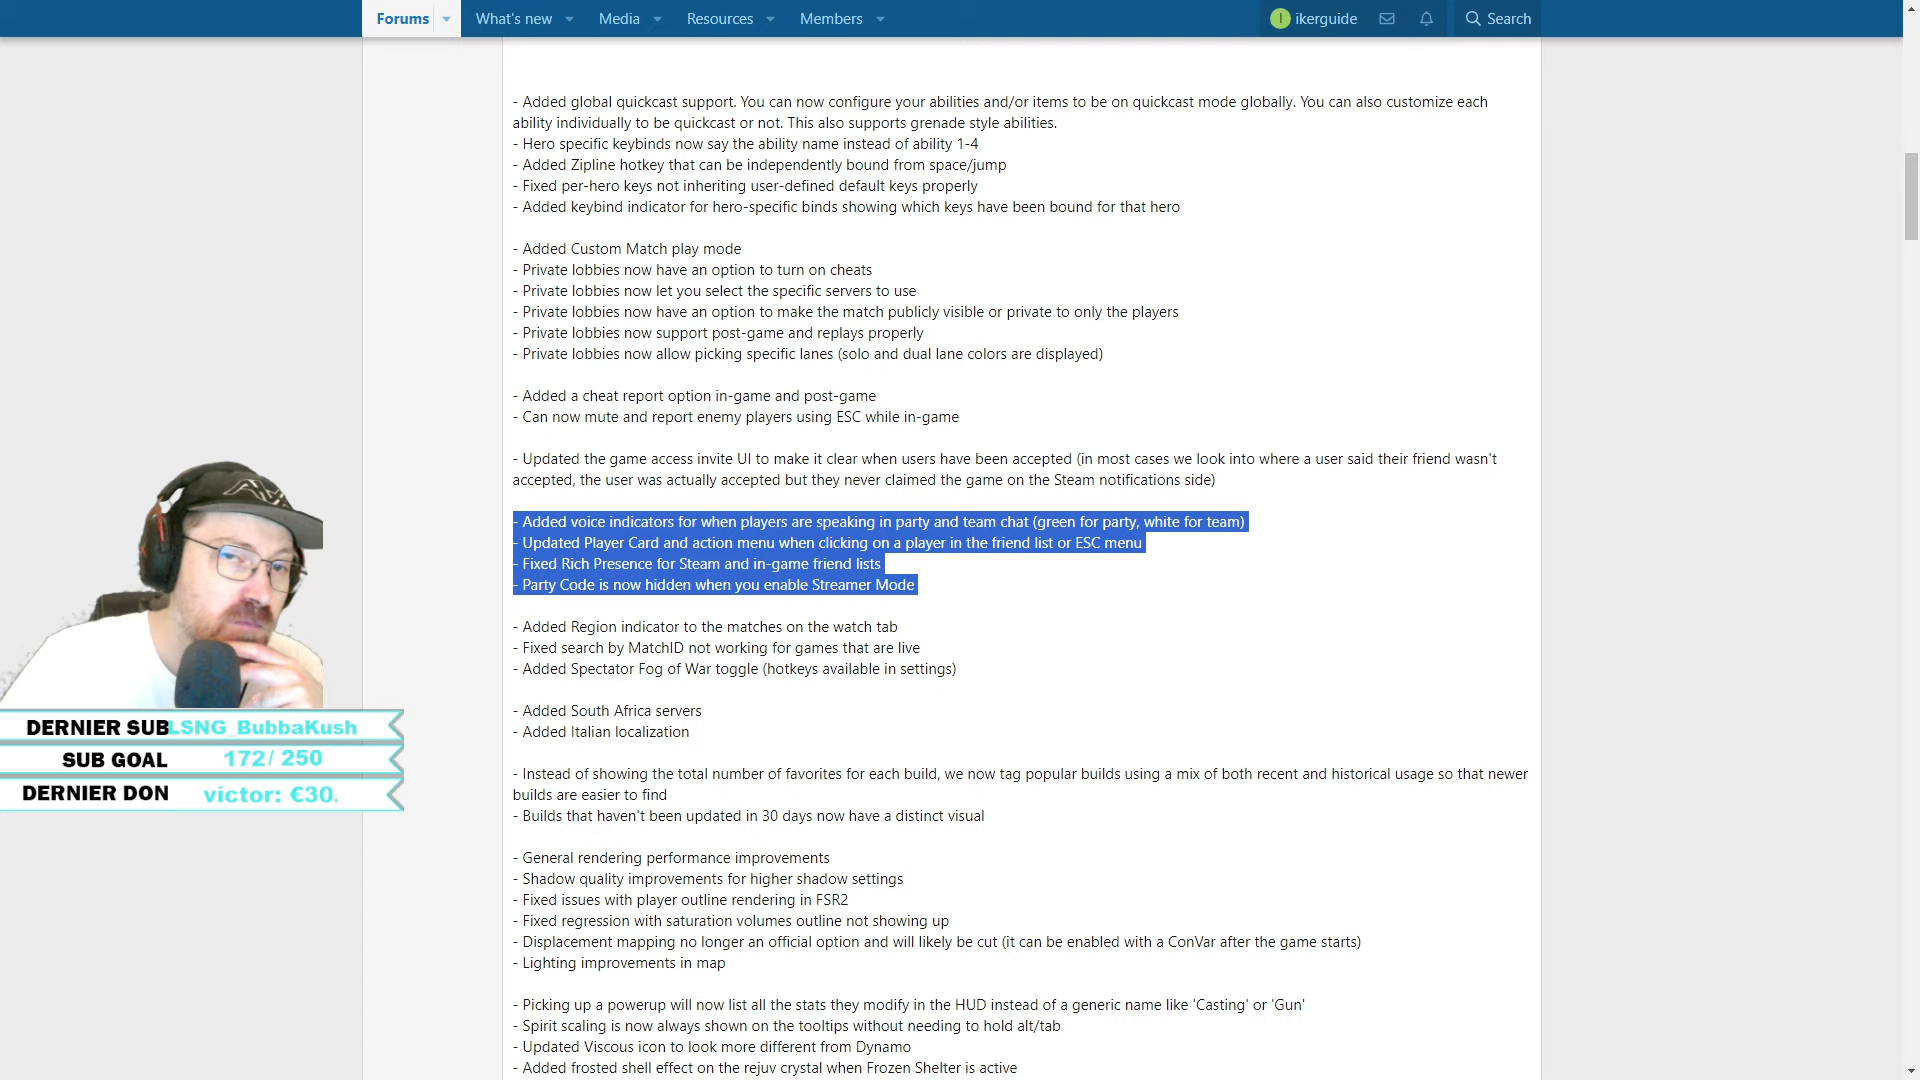 Forums
What's new
Media
Resources
Members
I
ikerguide
Search
- Added global quickcast support. You can now configure your abilities and/or items to be on quickcast mode globally. You can also customize each
ability individually to be quickcast or not. This also supports grenade style abilities.
- Hero specific keybinds now say the ability name instead of ability 1-4
- Added Zipline hotkey that can be independently bound from space/jump
- Fixed per-hero keys not inheriting user-defined default keys properly
- Added keybind indicator for hero-specific binds showing which keys have been bound for that hero
- Added Custom Match play mode
- Private lobbies now have an option to turn on cheats
- Private lobbies now let you select the specific servers to use
- Private lobbies now have an option to make the match publicly visible or private to only the players
- Private lobbies now support post-game and replays properly
- Private lobbies now allow picking specific lanes (solo and dual lane colors are displayed)
- Added a cheat report option in-game and post-game
- Can now mute and report enemy players using ESC while in-game
- Updated the game access invite UI to make it clear when users have been accepted (in most cases we look into where a user said their friend wasn't
accepted, the user was actually accepted but they never claimed the game on the Steam notifications side)
- Added voice indicators for when players are speaking in party and team chat (green for party, white for team)
- Updated Player Card and action menu when clicking on a player in the friend list or ESC menu
- Fixed Rich Presence for Steam and in-game friend lists
- Party Code is now hidden when you enable Streamer Mode
- Added Region indicator to the matches on the watch tab
- Fixed search by MatchID not working for games that are live
- Added Spectator Fog of War toggle (hotkeys available in settings)
- Added South Africa servers
- Added Italian localization
- Instead of showing the total number of favorites for each build, we now tag popular builds using a mix of both recent and historical usage so that newer
builds are easier to find
- Builds that haven't been updated in 30 days now have a distinct visual
- General rendering performance improvements
- Shadow quality improvements for higher shadow settings
- Fixed issues with player outline rendering in FSR2
- Fixed regression with saturation volumes outline not showing up
- Displacement mapping no longer an official option and will likely be cut (it can be enabled with a ConVar after the game starts)
- Lighting improvements in map
- Picking up a powerup will now list all the stats they modify in the HUD instead of a generic name like 'Casting' or 'Gun'
- Spirit scaling is now always shown on the tooltips without needing to hold alt/tab
- Updated Viscous icon to look more different from Dynamo
- Added frosted shell effect on the rejuv crystal when Frozen Shelter is active
DERNIER SUB LSNG_BubbaKush
SUB GOAL 172/ 250
DERNIER DON victor: €30.